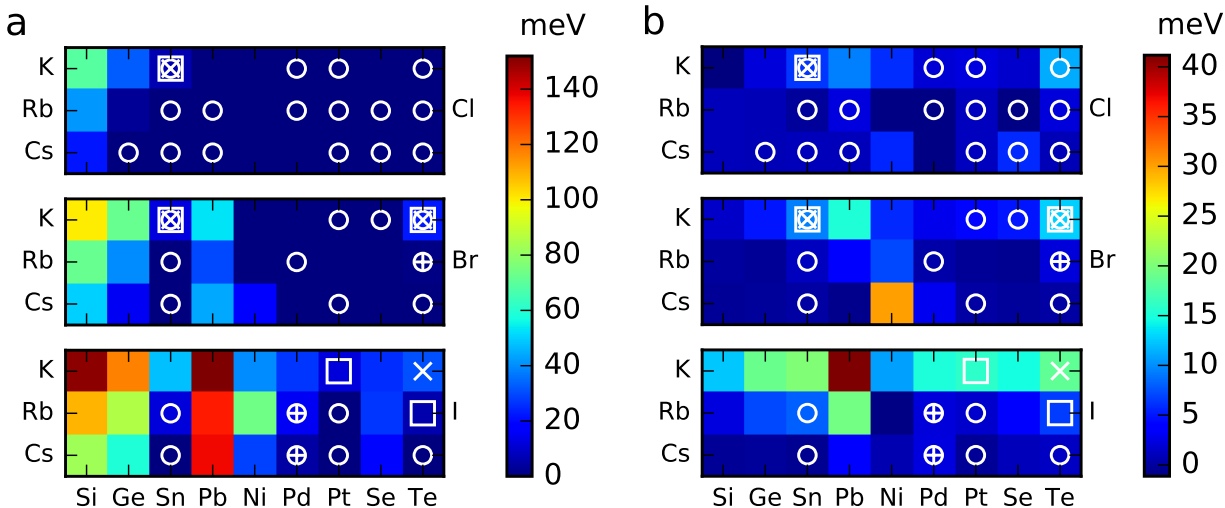 a
meV
b
meV
K
Rb
Cs
Cl
K
Rb
Cs
Br
K
Rb
Cs
I
Si Ge Sn Pb Ni Pd Pt Se Te
140
120
100
80
60
40
20
0
K
Rb
Cs
Cl
K
Rb
Cs
Br
K
Rb
Cs
I
Si Ge Sn Pb Ni Pd Pt Se Te
40
35
30
25
20
15
10
5
0